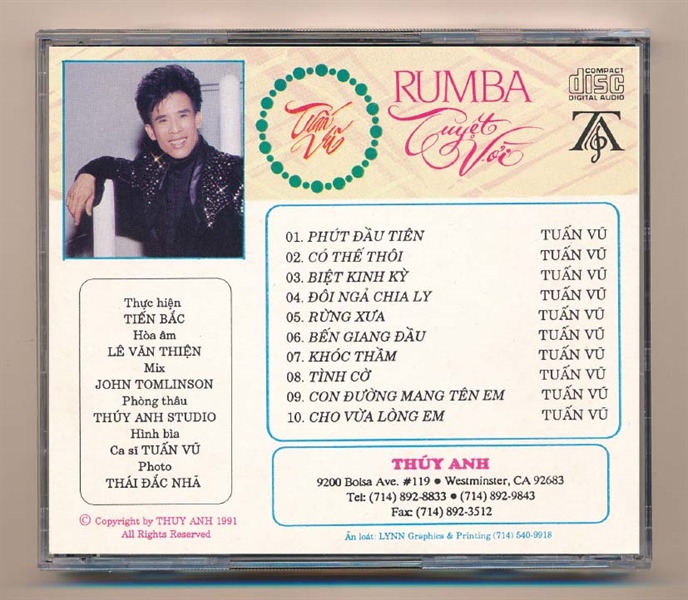 Tuấn Vũ
RUMBA
Tuyệt Vời
COMPACT
disc
DIGITAL AUDIO
TA
01. PHÚT ĐẦU TIÊN TUẤN VŨ
02. CÓ THẾ THÔI TUẤN VŨ
03. BIỆT KINH KỲ TUẤN VŨ
04. ĐÔI NGẢ CHIA LY TUẤN VŨ
05. RỪNG XƯA TUẤN VŨ
06. BẾN GIANG ĐẦU TUẤN VŨ
07. KHÓC THẦM TUẤN VŨ
08. TÌNH CỜ TUẤN VŨ
09. CON ĐƯỜNG MANG TÊN EM TUẤN VŨ
10. CHO VỪA LÒNG EM TUẤN VŨ
Thực hiện
TIẾN BẮC
Hòa âm
LÊ VĂN THIỆN
Mix
JOHN TOMLINSON
Phòng thâu
THÚY ANH STUDIO
Hình bìa
Ca sĩ TUẤN VŨ
Photo
THÁI ĐẮC NHÃ
© Copyright by THUY ANH 1991
All Rights Reserved
THÚY ANH
9200 Bolsa Ave. #119 • Westminster, CA 92683
Tel: (714) 892-8833 • (714) 892-9843
Fax: (714) 892-3512
Ấn loát: LYNN Graphics & Printing (714) 540-9918